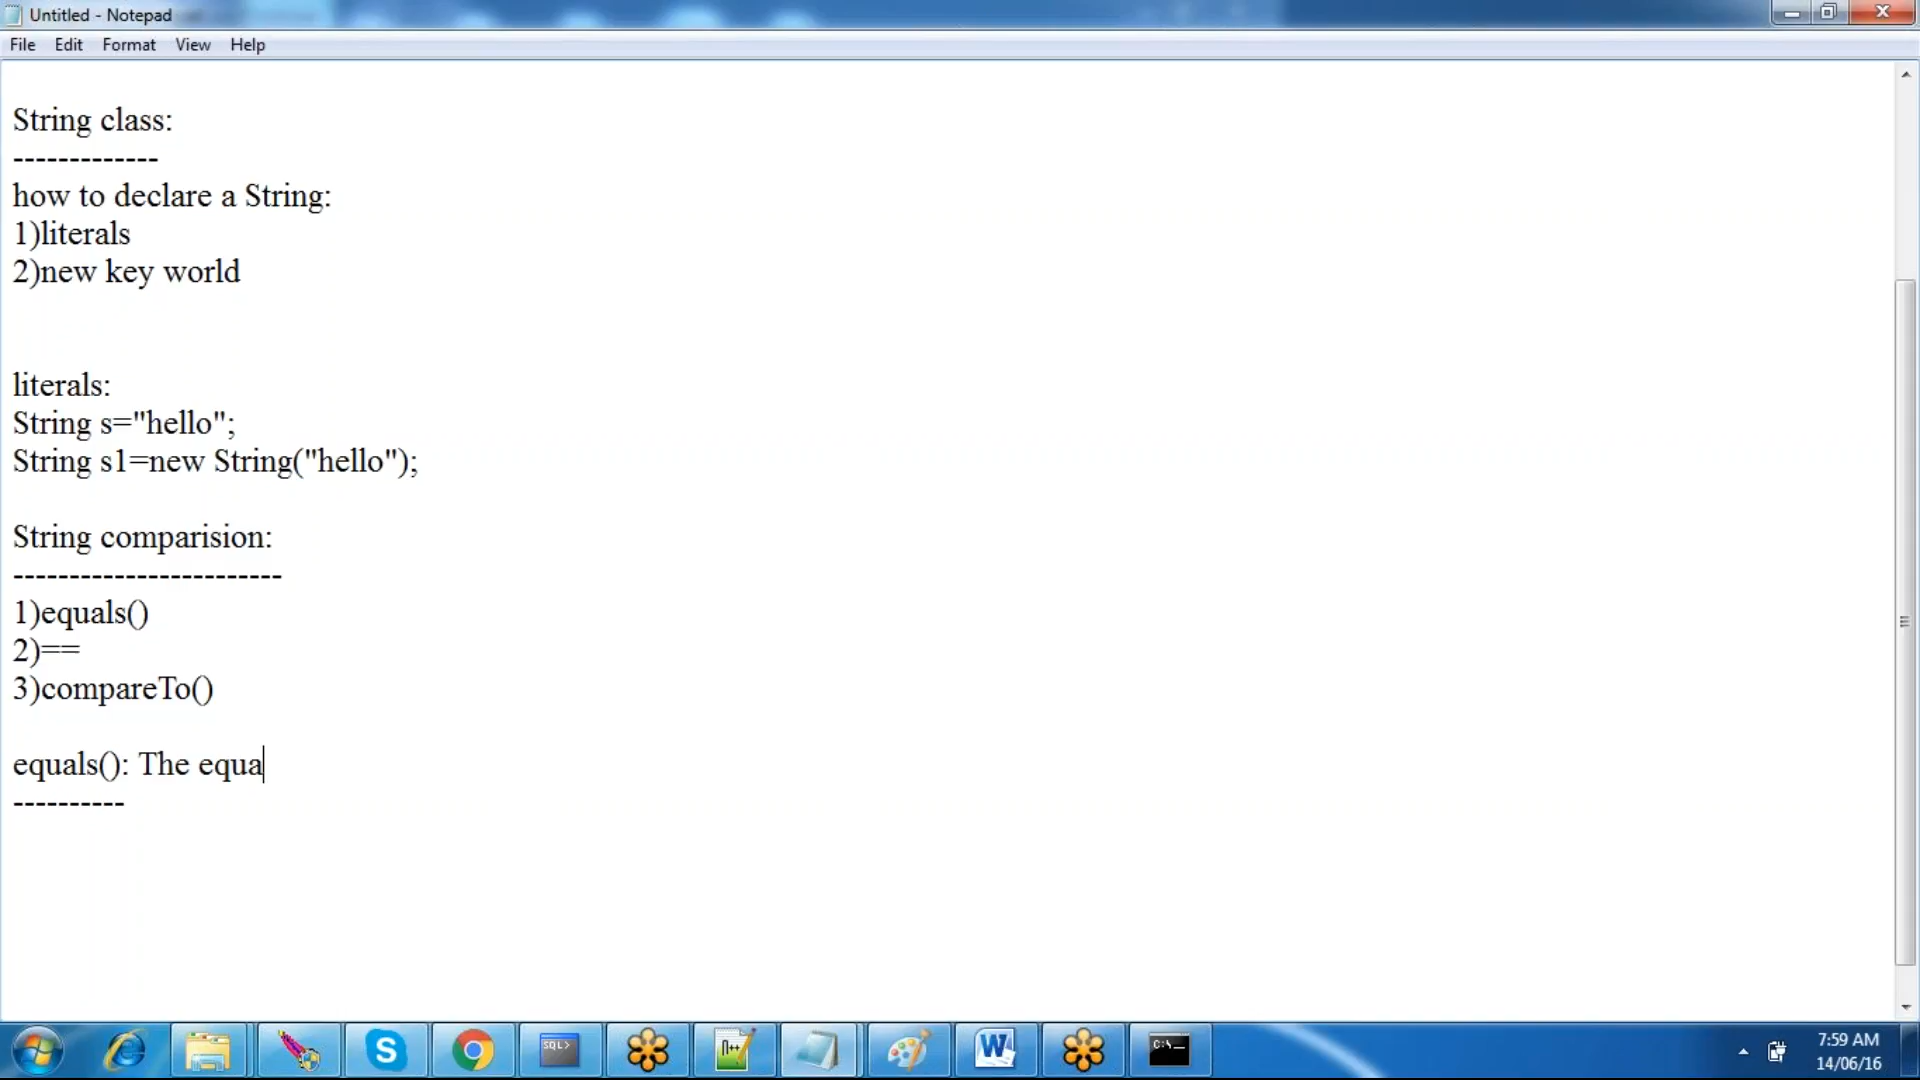 Untitled - Notepad
File Edit Format View Help
String class:
-------------
how to declare a String:
1)literals
2)new key world
literals:
String s="hello";
String s1=new String("hello");
String comparision:
------------------------
1)equals()
2)==
3)compareTo()
equals(): The equa
----------
SQL>
C:\_
7:59 AM
14/06/16